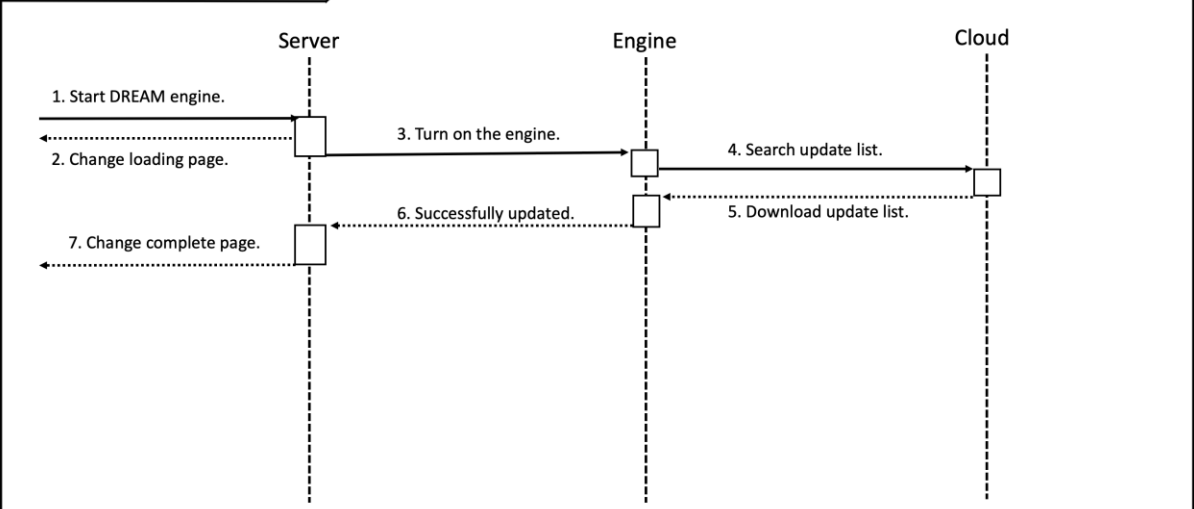 Server
Engine
Cloud
1. Start DREAM engine.
2. Change loading page.
3. Turn on the engine.
4. Search update list.
5. Download update list.
6. Successfully updated.
7. Change complete page.